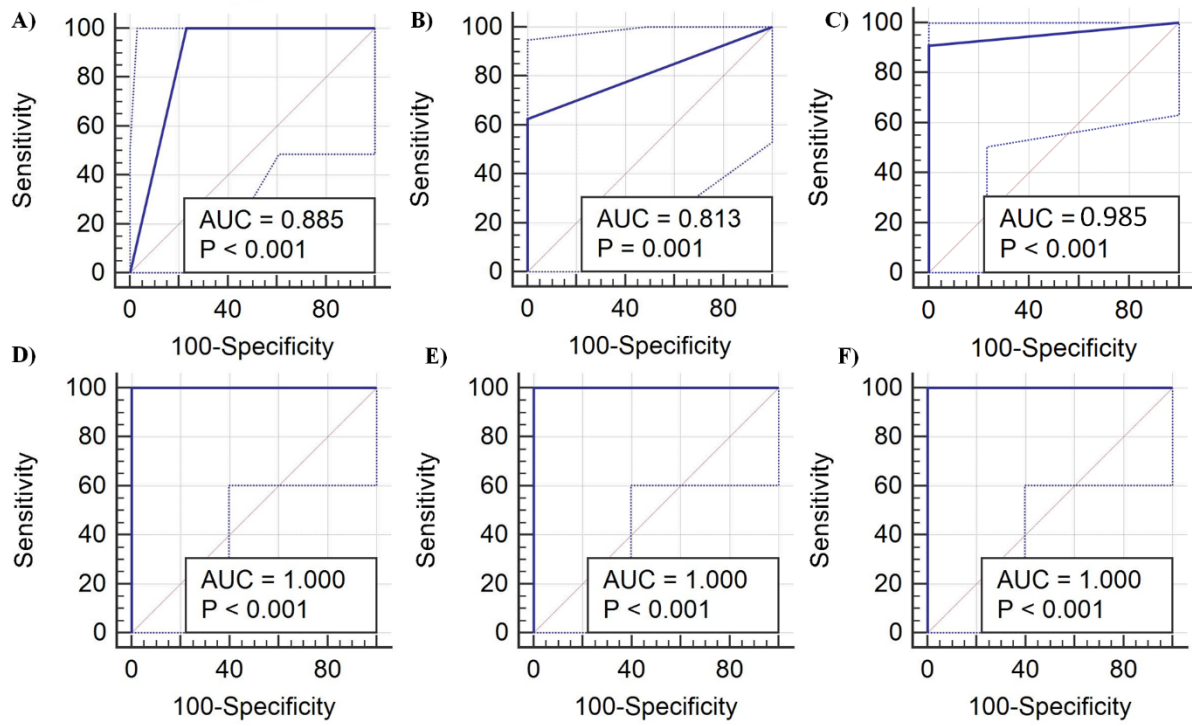 A)
100
80
60
40
20
0
Sensitivity
AUC = 0.885
P < 0.001
0 40 80
100-Specificity
B)
100
80
60
40
20
0
Sensitivity
AUC = 0.813
P = 0.001
0 40 80
100-Specificity
C)
100
80
60
40
20
0
Sensitivity
AUC = 0.985
P < 0.001
0 40 80
100-Specificity
D)
100
80
60
40
20
0
Sensitivity
AUC = 1.000
P < 0.001
0 40 80
100-Specificity
E)
100
80
60
40
20
0
Sensitivity
AUC = 1.000
P < 0.001
0 40 80
100-Specificity
F)
100
80
60
40
20
0
Sensitivity
AUC = 1.000
P < 0.001
0 40 80
100-Specificity